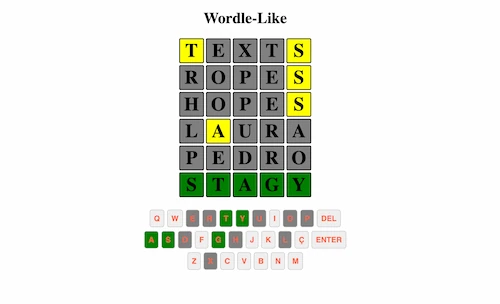 Wordle-Like
T E X T S
R O P E S
H O P E S
L A U R A
P E D R O
S T A G Y
Q W E R T Y U I O P DEL
A S D F G H J K L Ç ENTER
Z X C V B N M